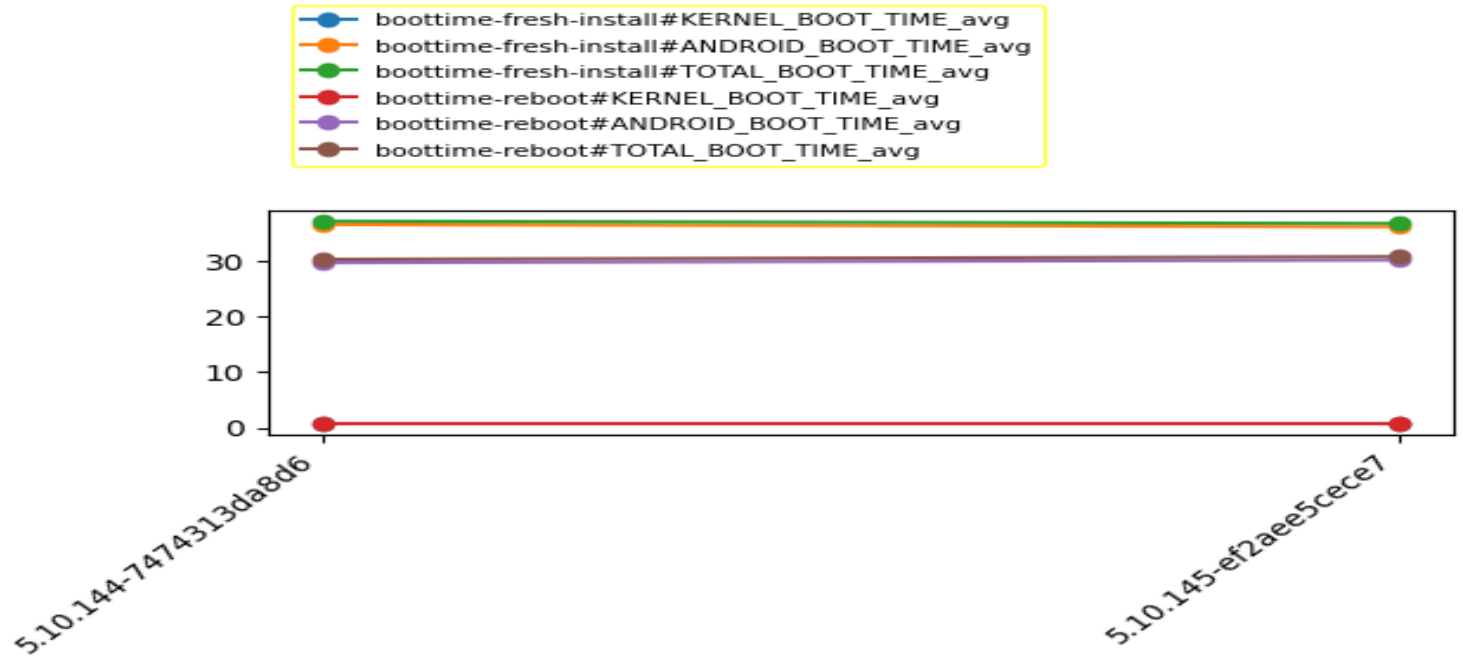 boottime-fresh-install#KERNEL_BOOT_TIME_avg
boottime-fresh-install#ANDROID_BOOT_TIME_avg
boottime-fresh-install#TOTAL_BOOT_TIME_avg
boottime-reboot#KERNEL_BOOT_TIME_avg
boottime-reboot#ANDROID_BOOT_TIME_avg
boottime-reboot#TOTAL_BOOT_TIME_avg
30
20
10
0
5.10.144-7474313da8d6
5.10.145-ef2aee5cece7